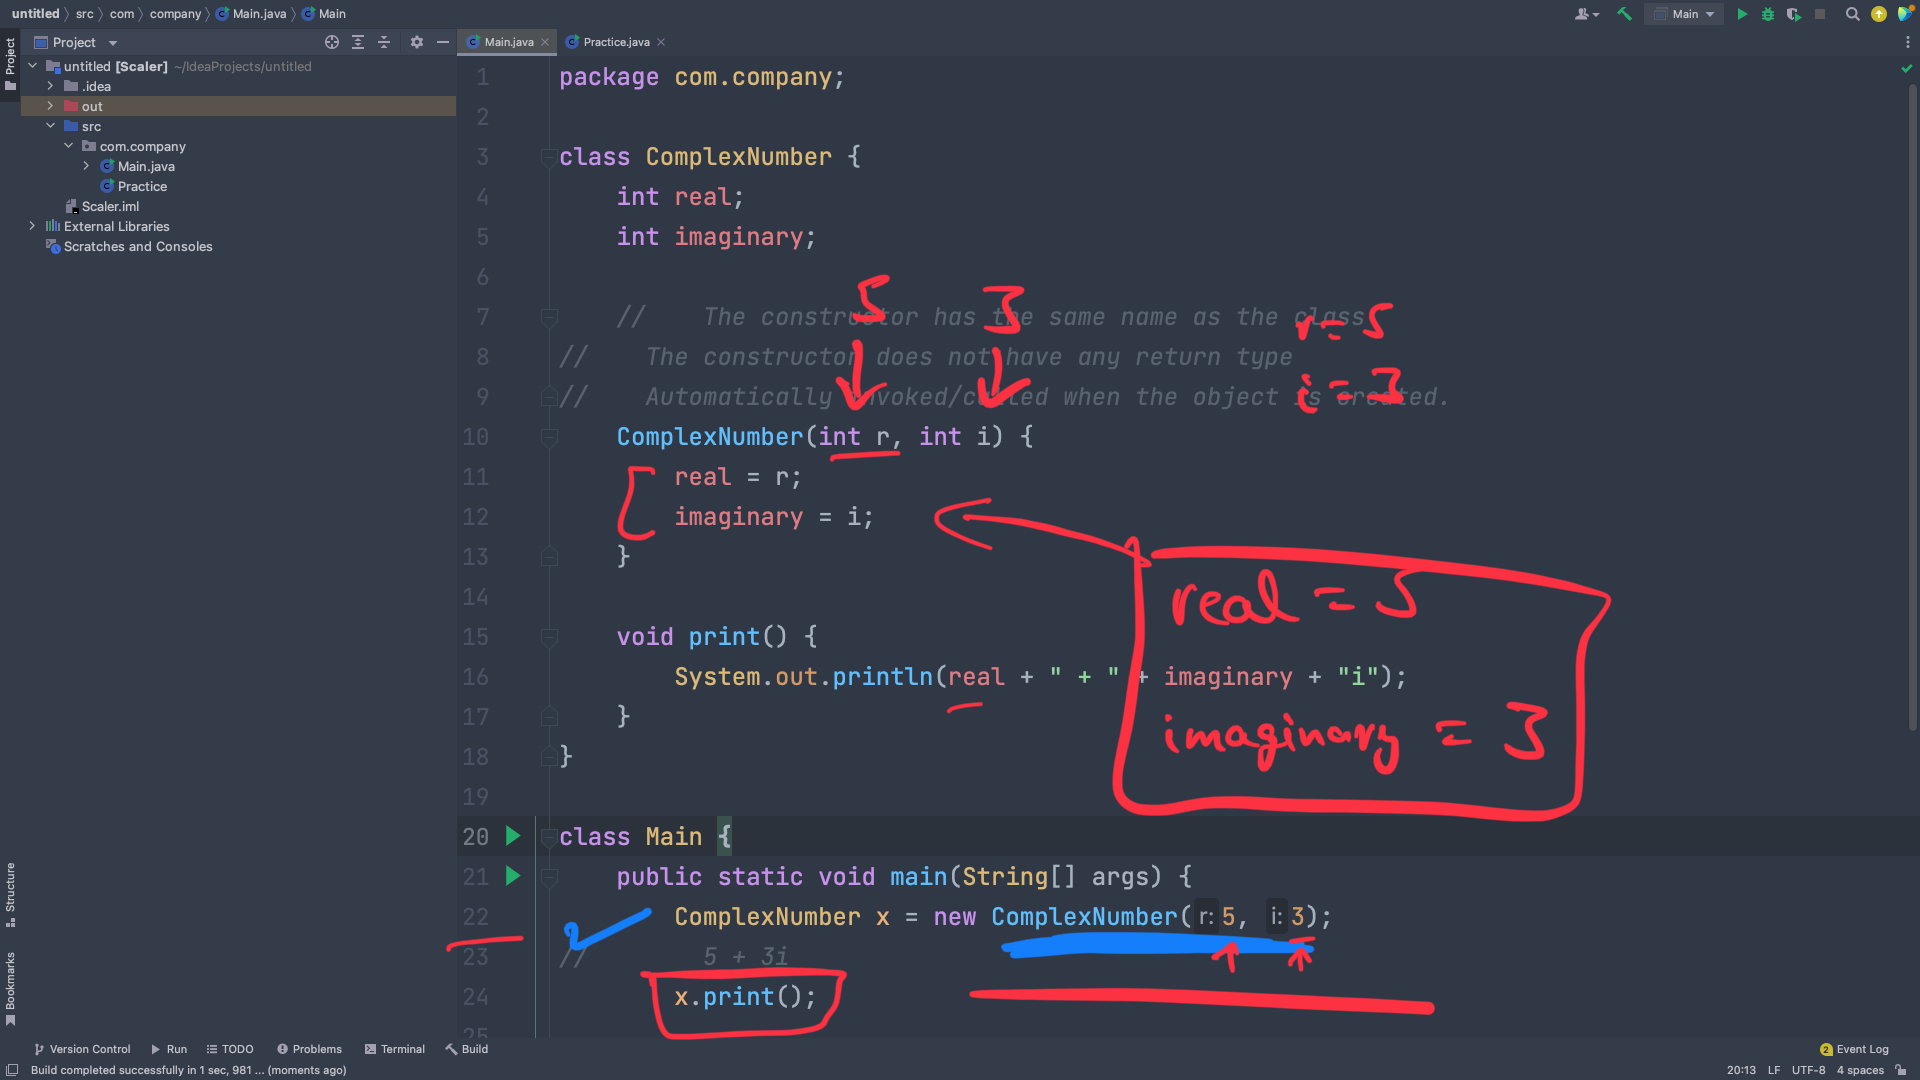 untitled > src > com > company > Main.java > Main
Main
Project
Main.java
Practice.java
Project
untitled [Scaler] ~/IdeaProjects/untitled
.idea
out
src
com.company
Main.java
Practice
Scaler.iml
External Libraries
Scratches and Consoles
1 package com.company;
2
3 class ComplexNumber {
4 int real;
5 int imaginary;
6
5 3
7 // The constructor has the same name as the class
r = 5
8 // The constructor does not have any return type
9 // Automatically invoked/called when the object is created.
i = 3
10 ComplexNumber(int r, int i) {
11 real = r;
12 imaginary = i;
13 }
real = 5
14
15 void print() {
16 System.out.println(real + " + " + imaginary + "i");
17 }
imaginary = 3
18 }
19
20 class Main {
21 public static void main(String[] args) {
22 ComplexNumber x = new ComplexNumber( r: 5, i: 3);
23 // 5 + 3i
24 x.print();
25
Structure
Bookmarks
Version Control Run TODO Problems Terminal Build
2 Event Log
Build completed successfully in 1 sec, 981 ... (moments ago)
20:13 LF UTF-8 4 spaces